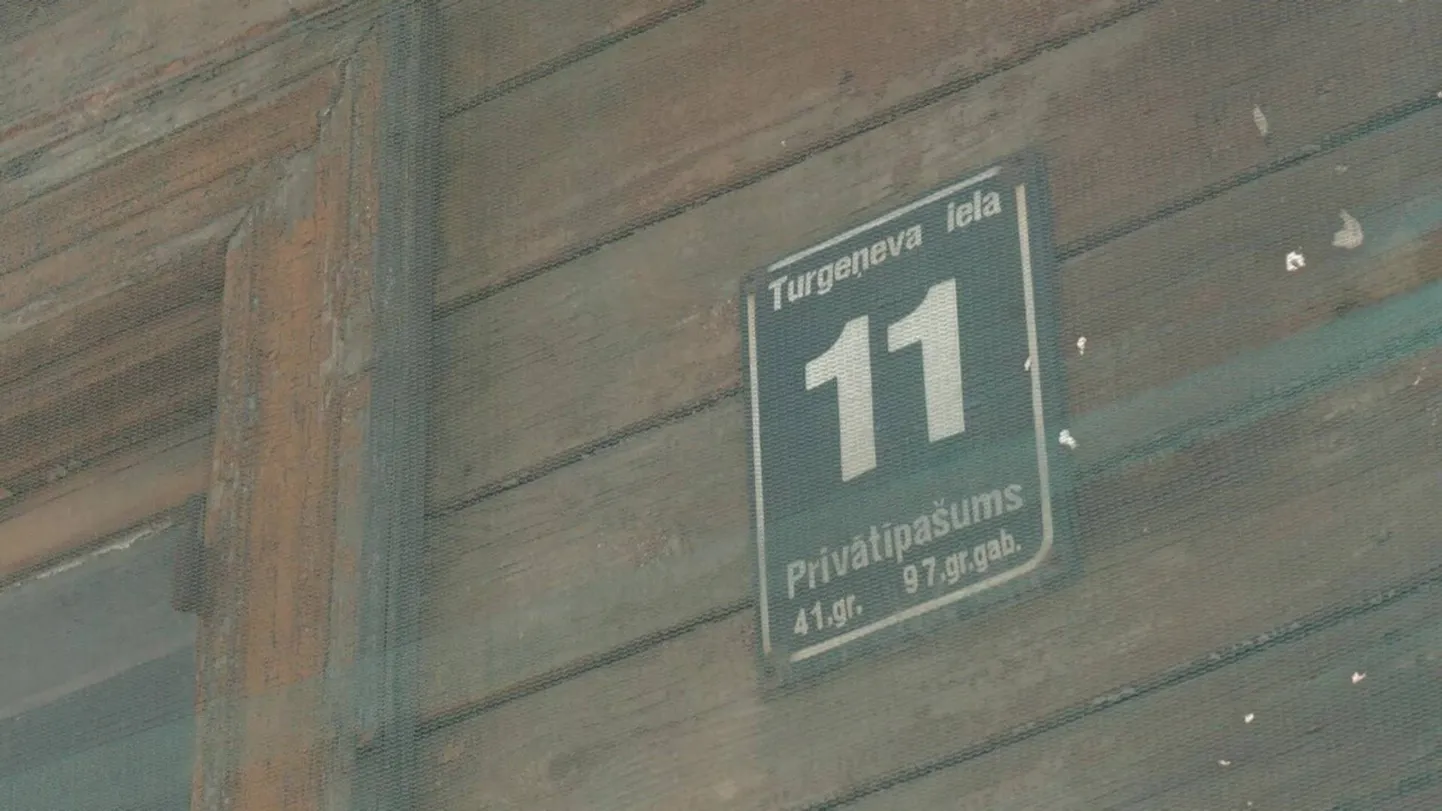 Turgeņeva iela
11
Privātīpašums
41.gr. 97.gr.gab.